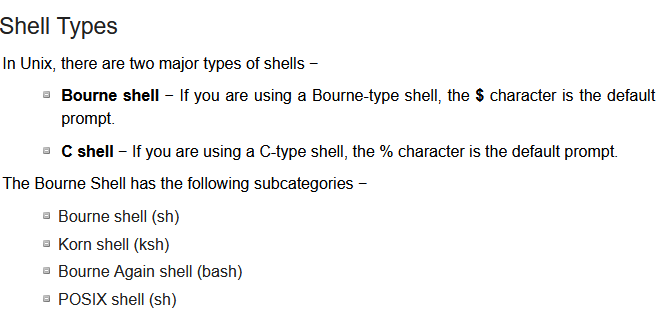 Shell Types
In Unix, there are two major types of shells −
Bourne shell − If you are using a Bourne-type shell, the $ character is the default
prompt.
C shell − If you are using a C-type shell, the % character is the default prompt.
The Bourne Shell has the following subcategories −
Bourne shell (sh)
Korn shell (ksh)
Bourne Again shell (bash)
POSIX shell (sh)